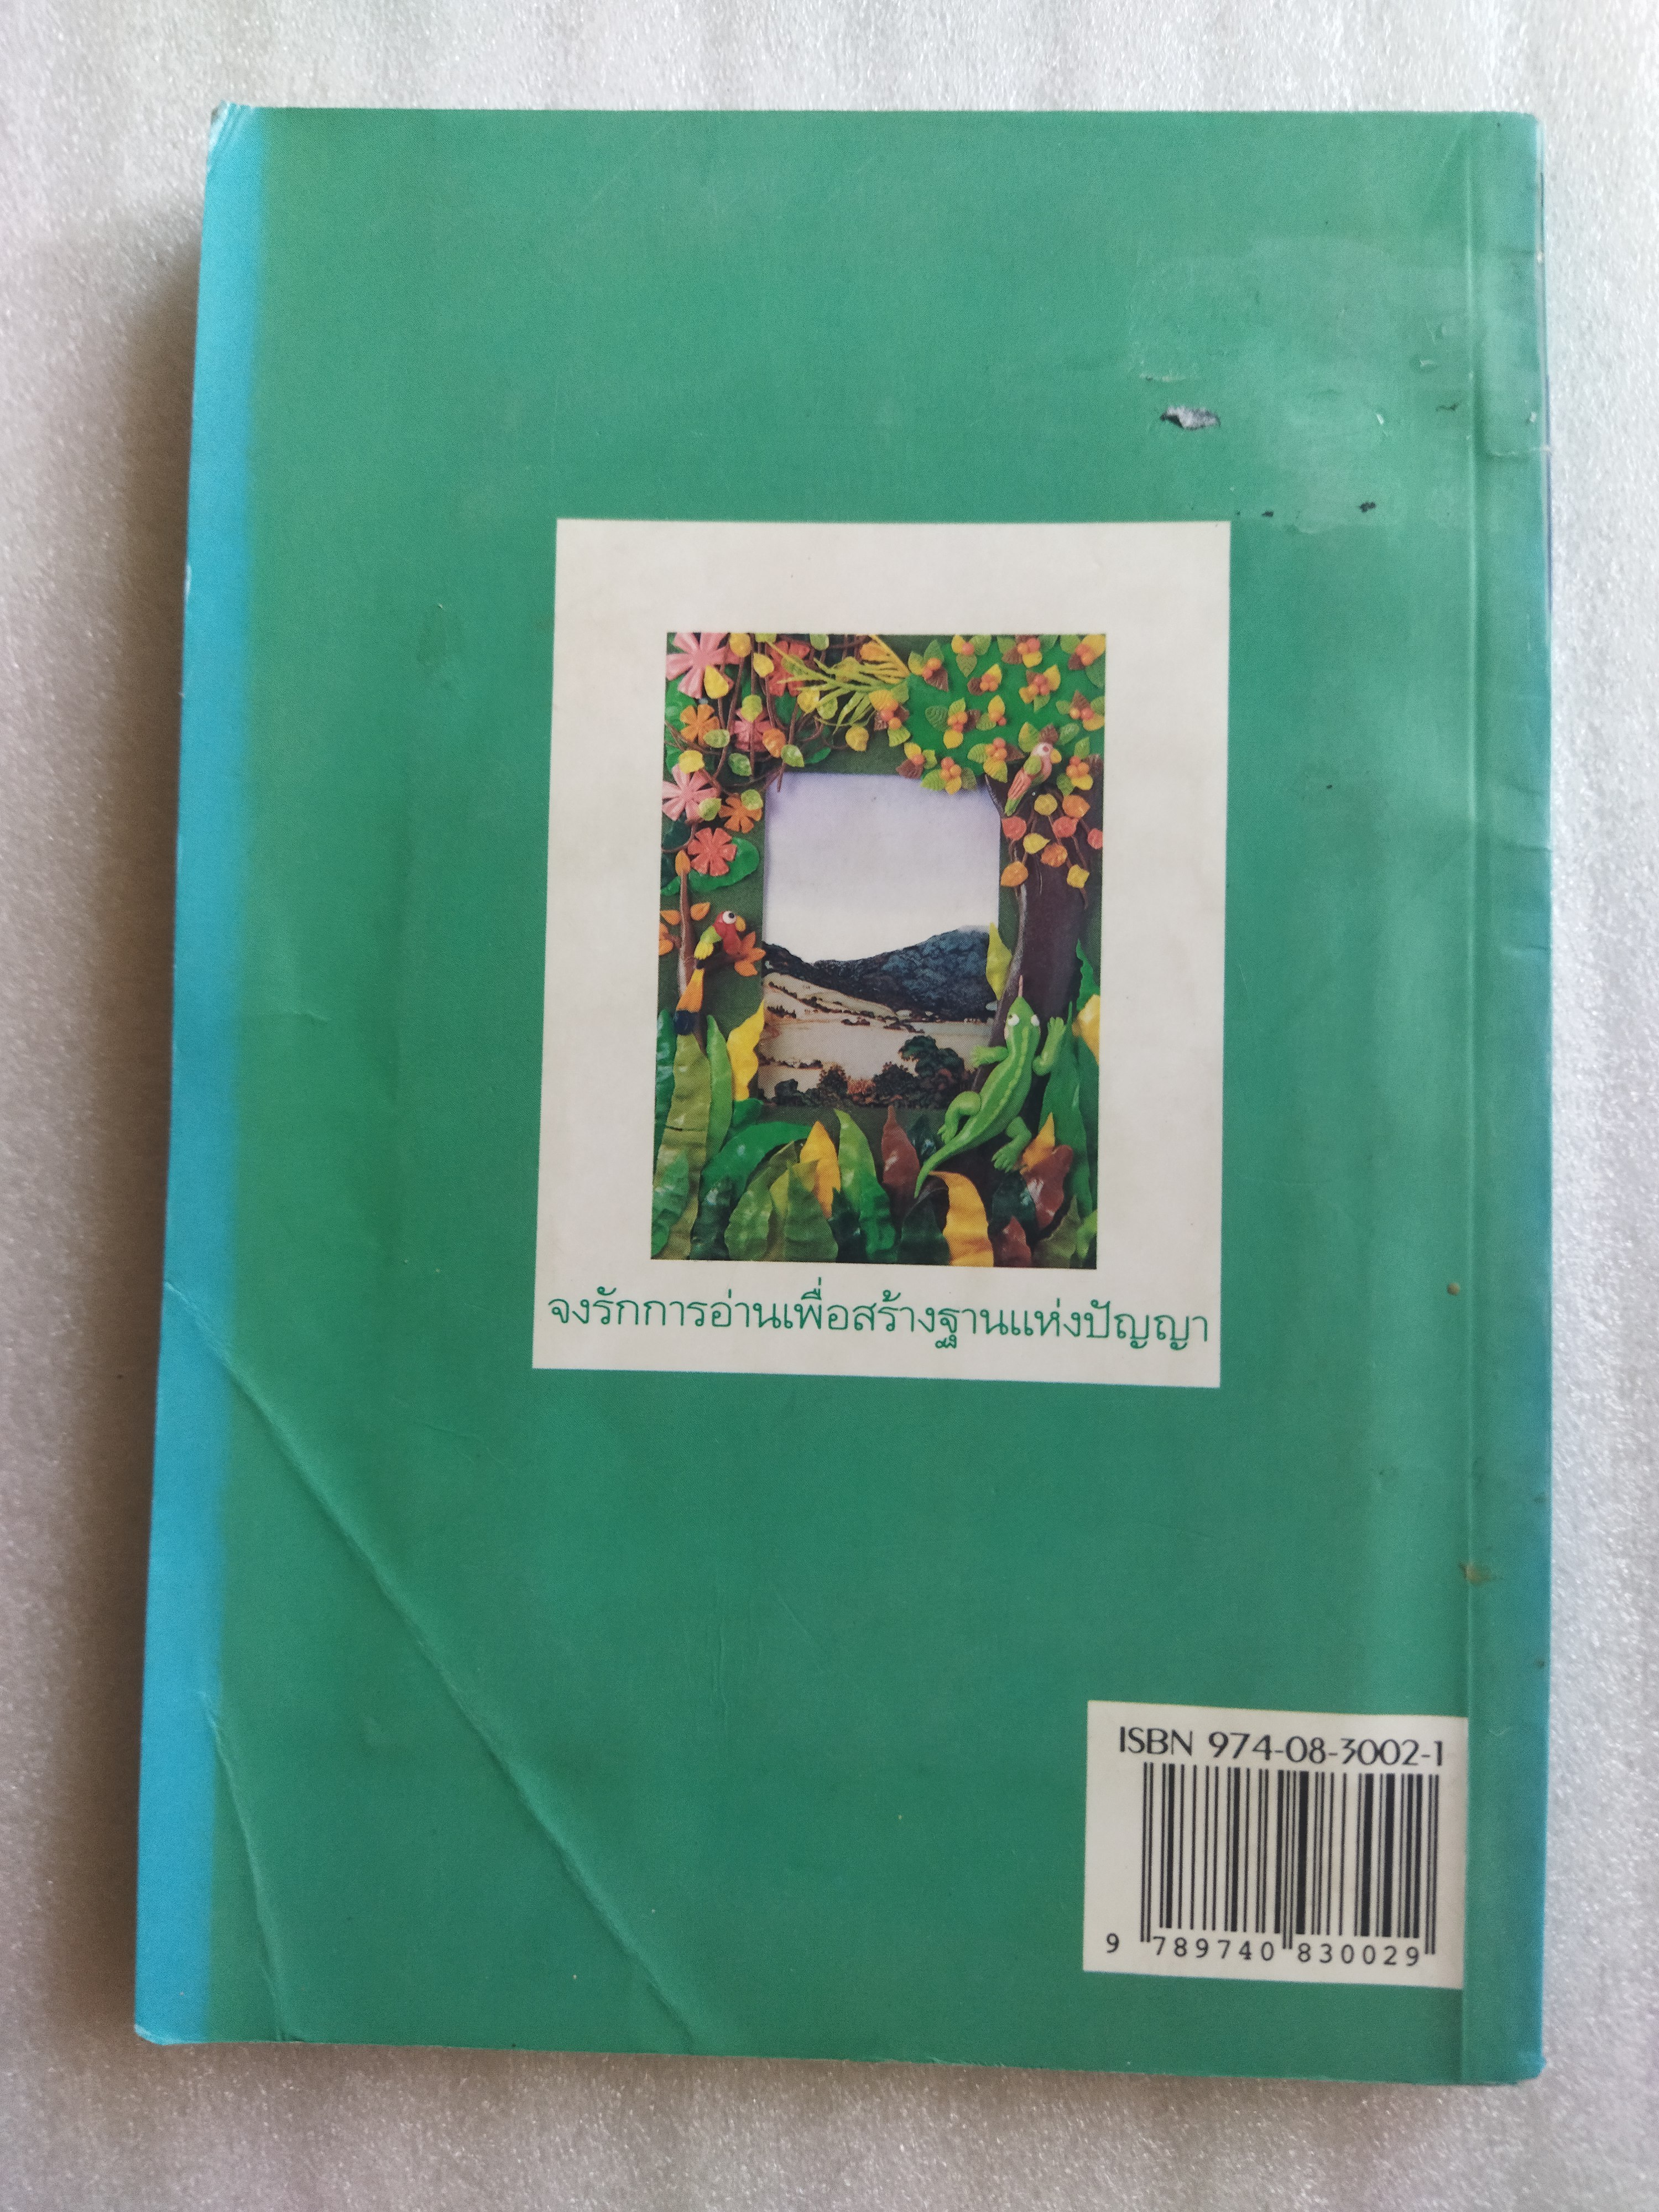 จงรักการอ่านเพื่อสร้างฐานแห่งปัญญา
ISBN 974-08-3002-1
9 789740 830029